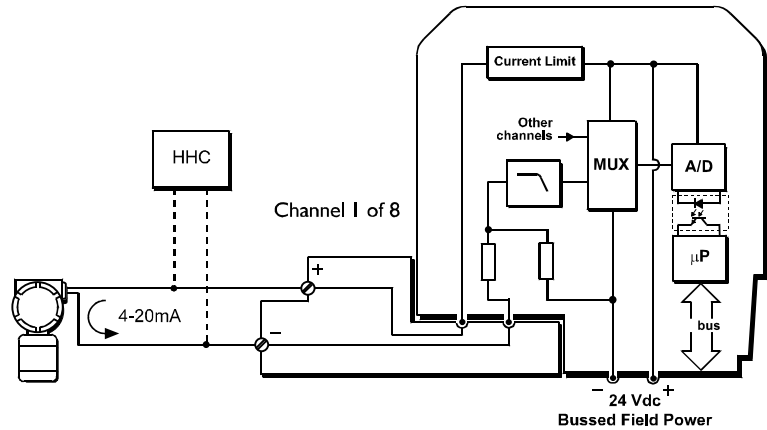 Current Limit
Other
channels
MUX
A/D
HHC
Channel 1 of 8
µP
+
4-20mA
bus
−
− +
24 Vdc
Bussed Field Power